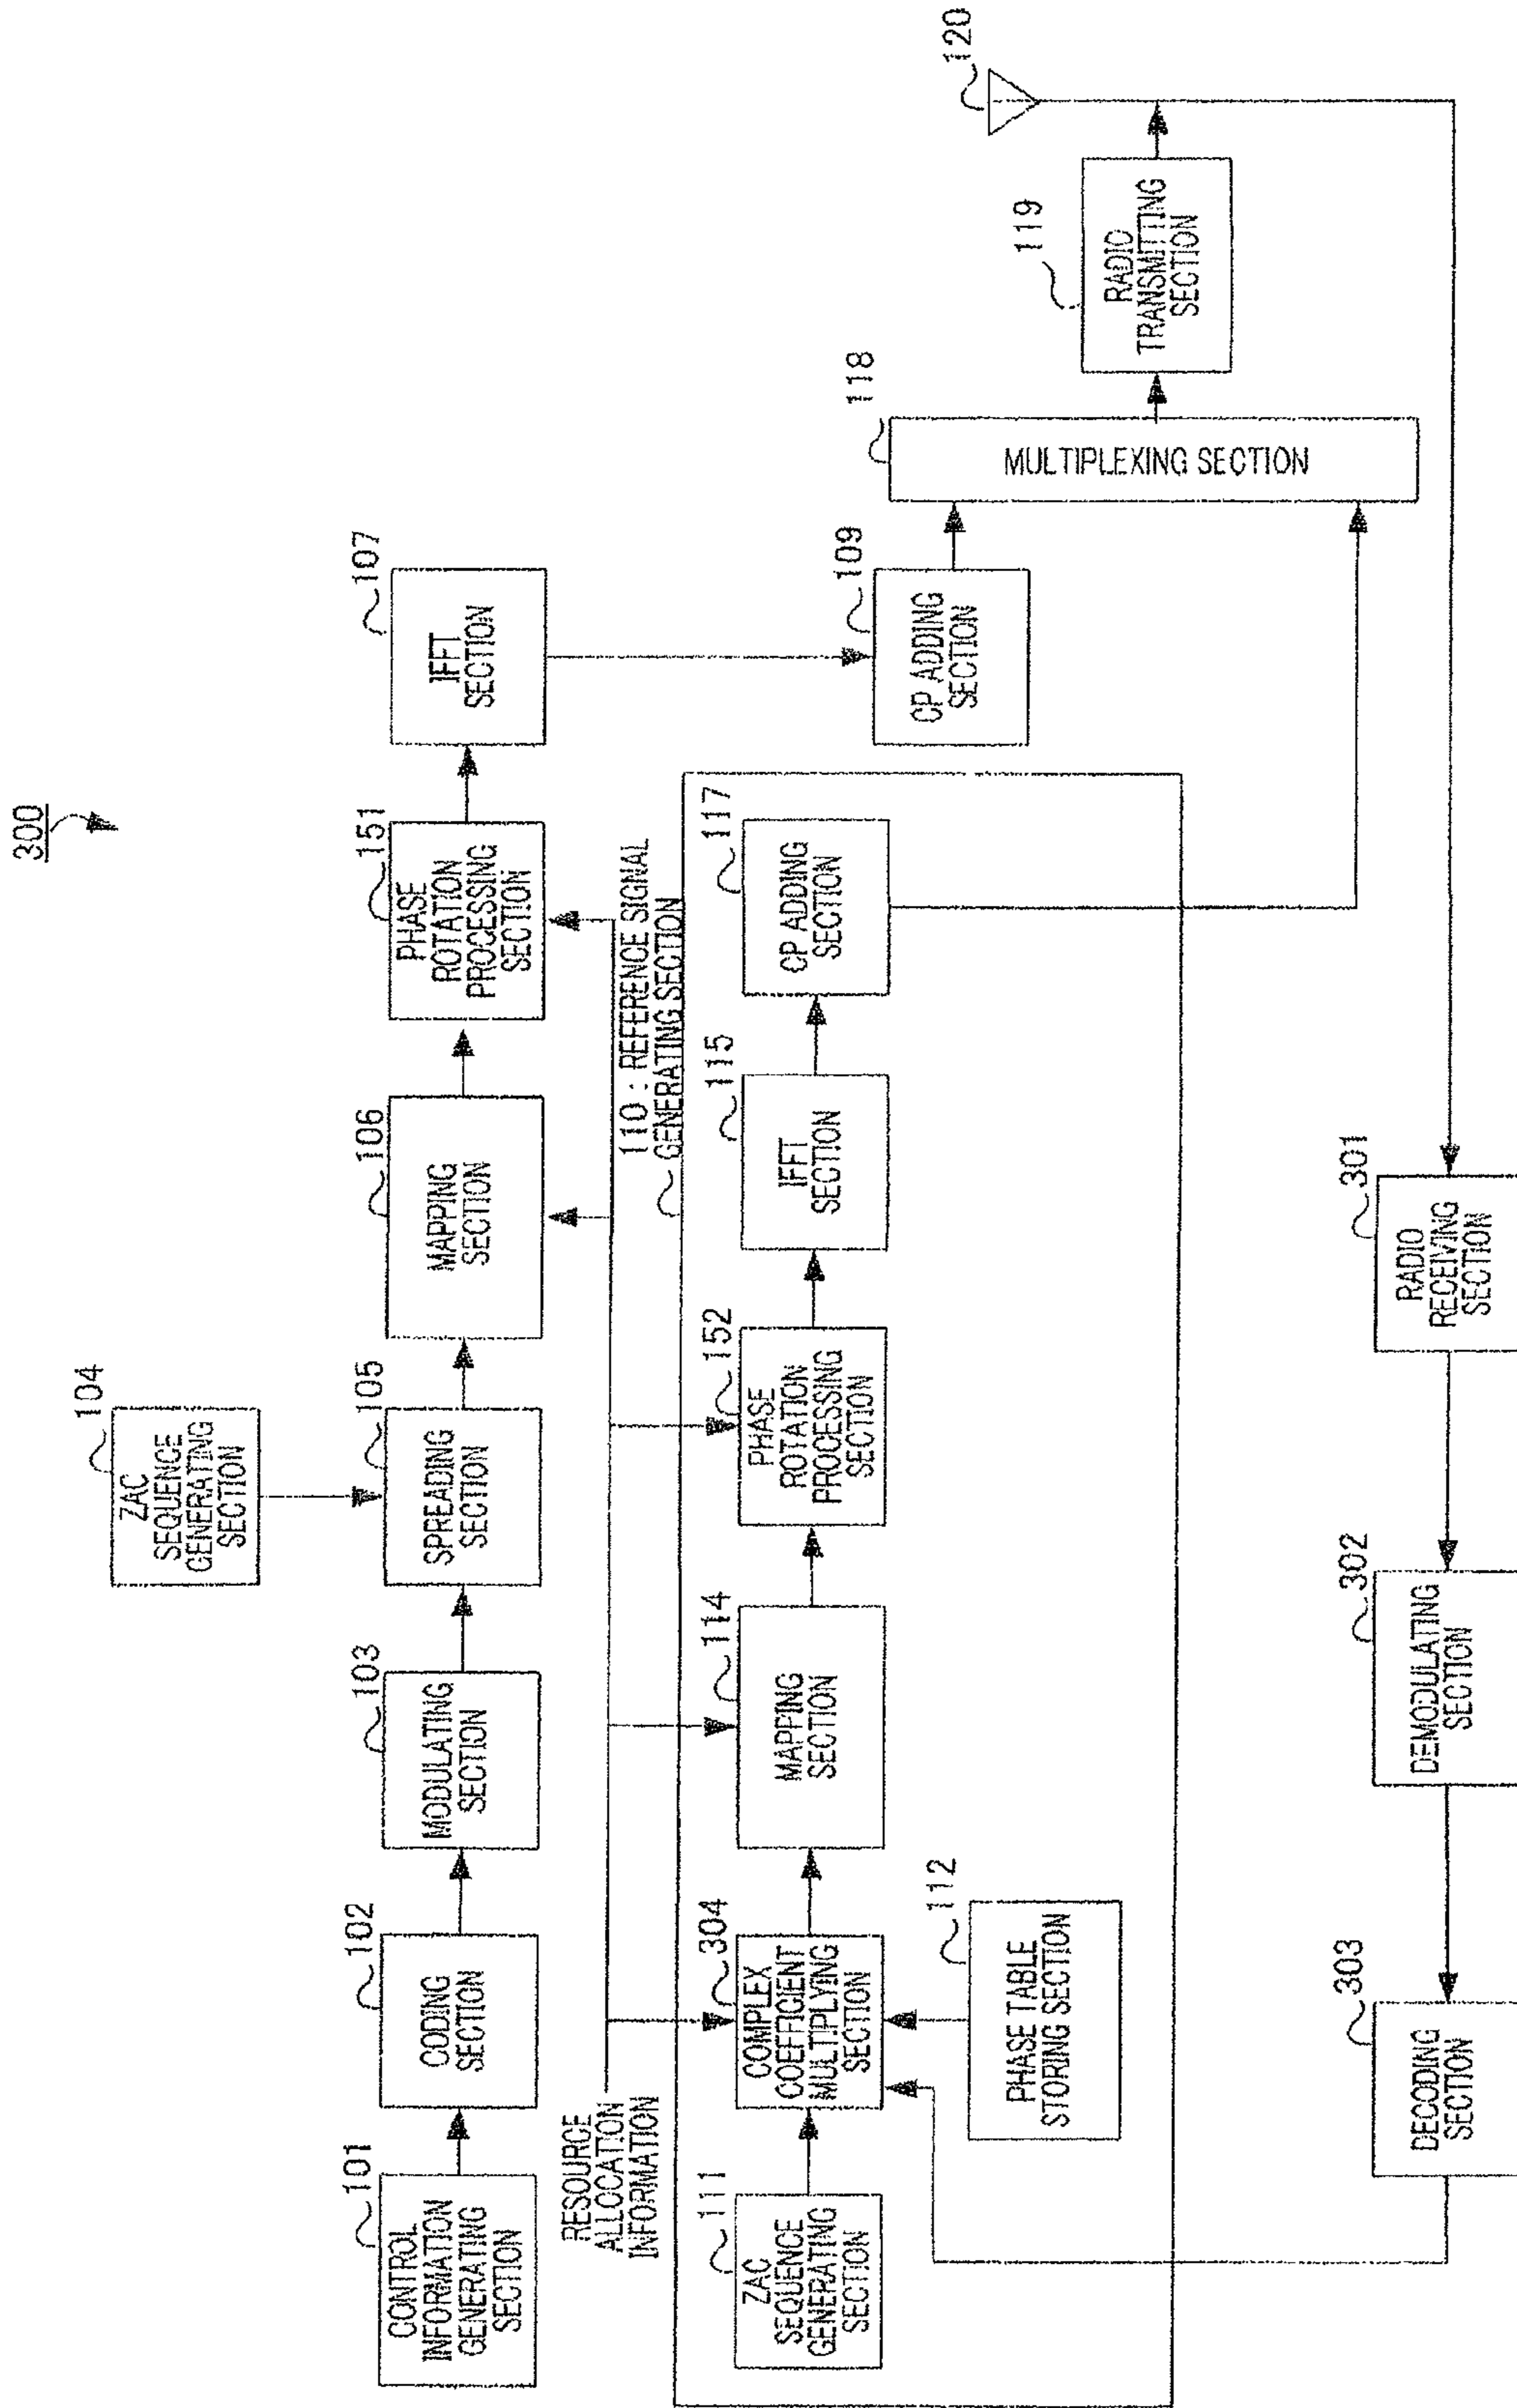 300
104
ZAC
SEQUENCE
GENERATING
SECTION
101
CONTROL
INFORMATION
GENERATING
SECTION
102
CODING
SECTION
103
MODULATING
SECTION
105
SPREADING
SECTION
106
MAPPING
SECTION
151
PHASE
ROTATION
PROCESSING
SECTION
107
IFFT
SECTION
RESOURCE
ALLOCATION
INFORMATION
110 : REFERENCE SIGNAL
GENERATING SECTION
111
ZAC
SEQUENCE
GENERATING
SECTION
304
COMPLEX
COEFFICIENT
MULTIPLYING
SECTION
114
MAPPING
SECTION
152
PHASE
ROTATION
PROCESSING
SECTION
115
IFFT
SECTION
117
CP ADDING
SECTION
112
PHASE TABLE
STORING SECTION
109
CP ADDING
SECTION
118
MULTIPLEXING SECTION
119
RADIO
TRANSMITTING
SECTION
120
301
RADIO
RECEIVING
SECTION
302
DEMODULATING
SECTION
303
DECODING
SECTION